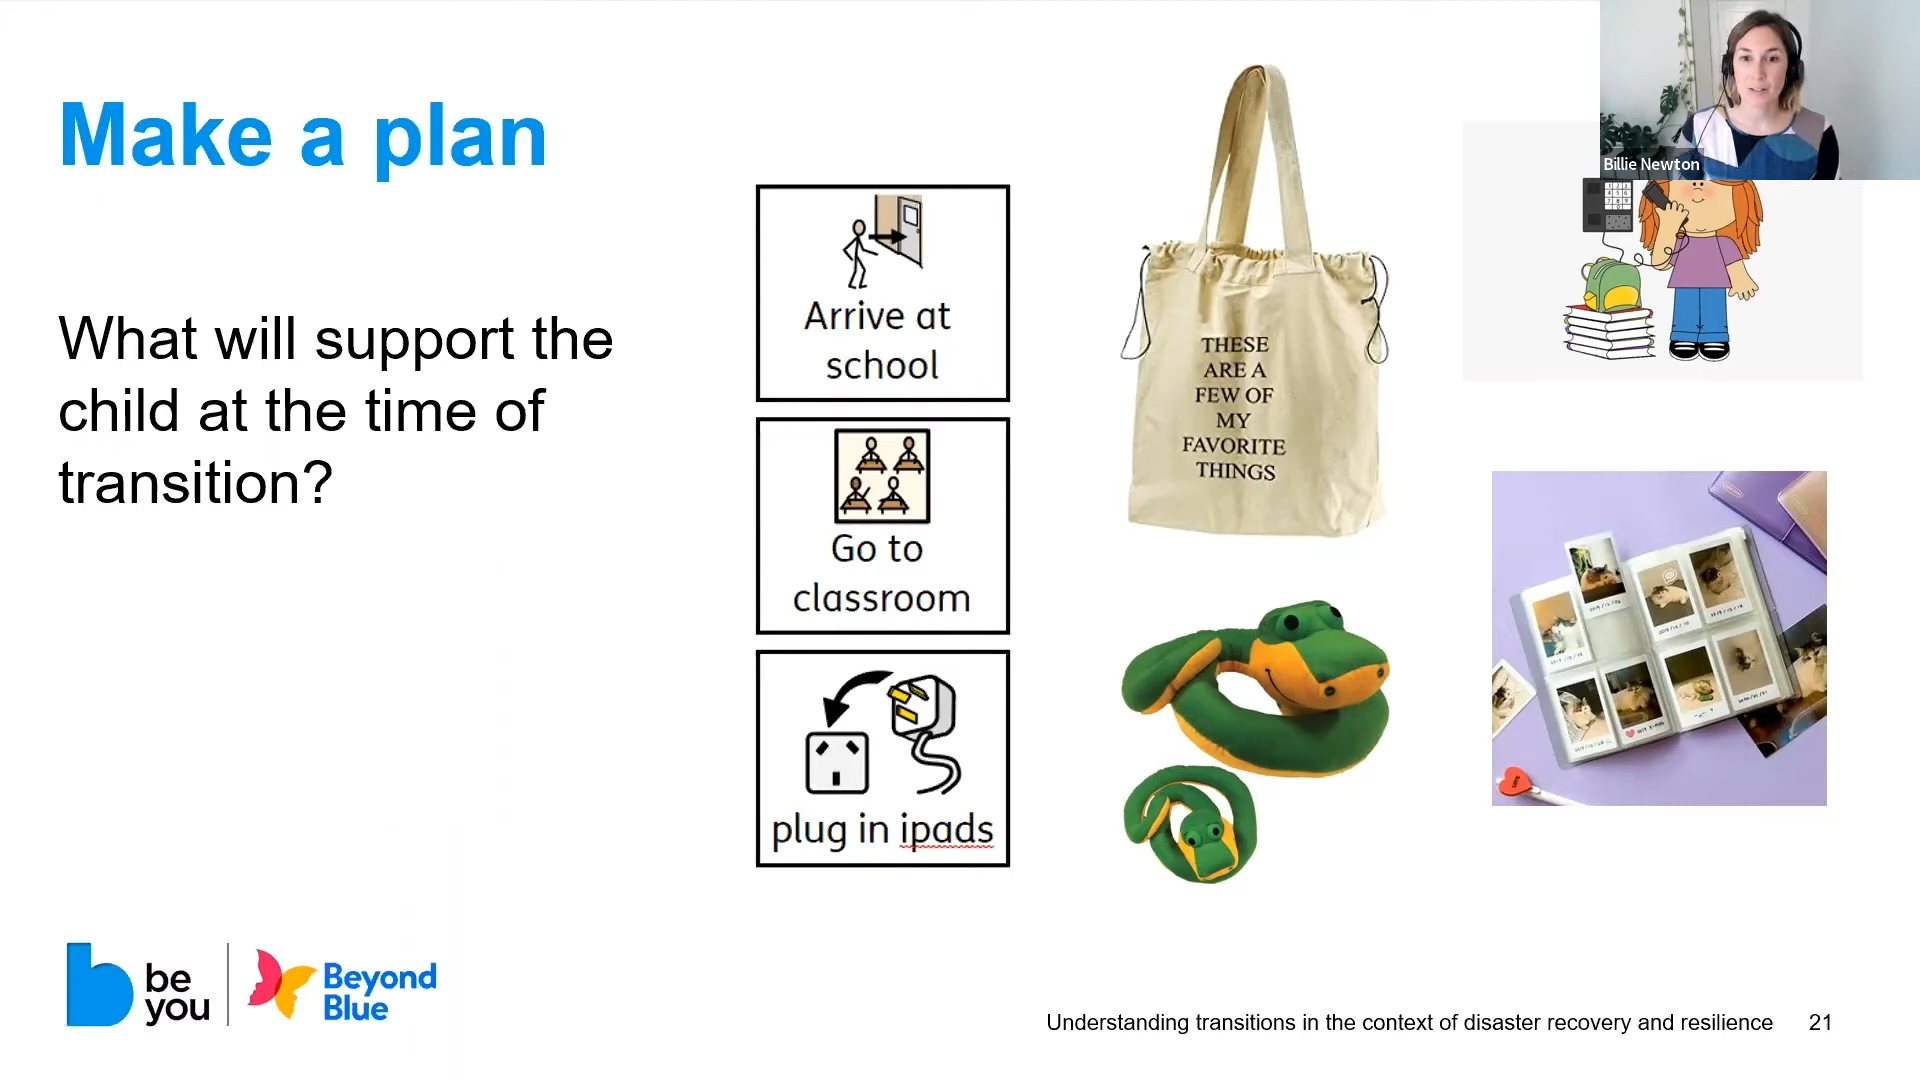 Make a plan
What will support the
child at the time of
transition?
Arrive at
school
Go to
classroom
plug in ipads
THESE
ARE A
FEW OF
MY
FAVORITE
THINGS
Billie Newton
be
you
Beyond
Blue
Understanding transitions in the context of disaster recovery and resilience 21